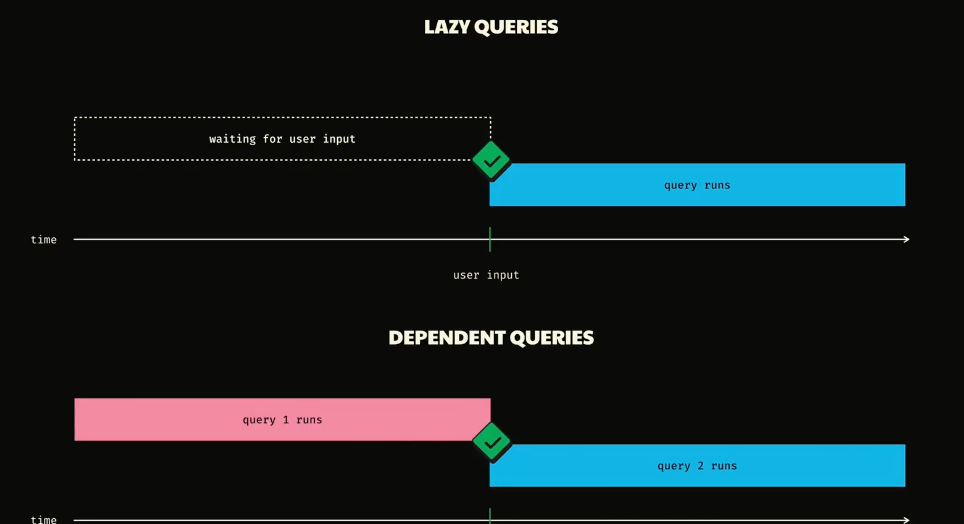 LAZY QUERIES
waiting for user input
query runs
time
user input
DEPENDENT QUERIES
query 1 runs
query 2 runs
time